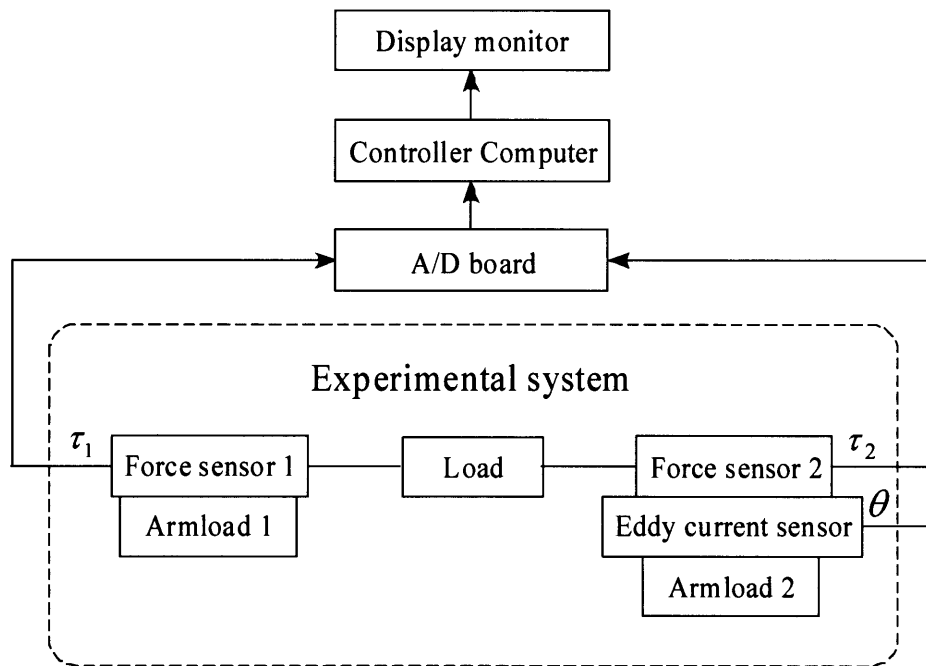 Display monitor
Controller Computer
A/D board
Experimental system
τ1
Force sensor 1
Load
Force sensor 2
τ2
Armload 1
Eddy current sensor
θ
Armload 2